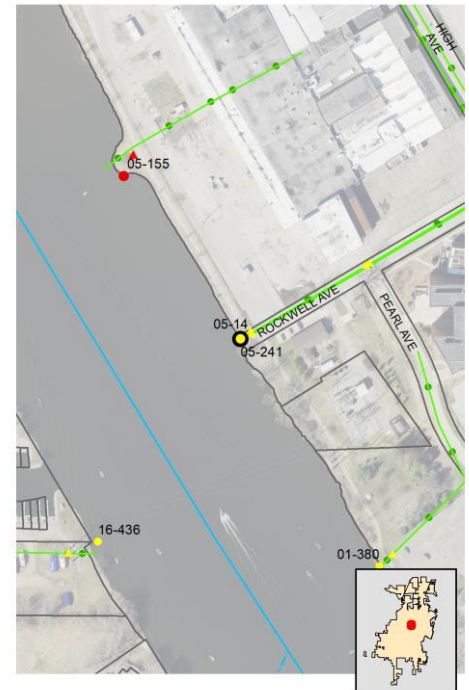 HIGH
AVE
05-155
05-14
ROCKWELL AVE
05-241
PEARL AVE
16-436
01-380